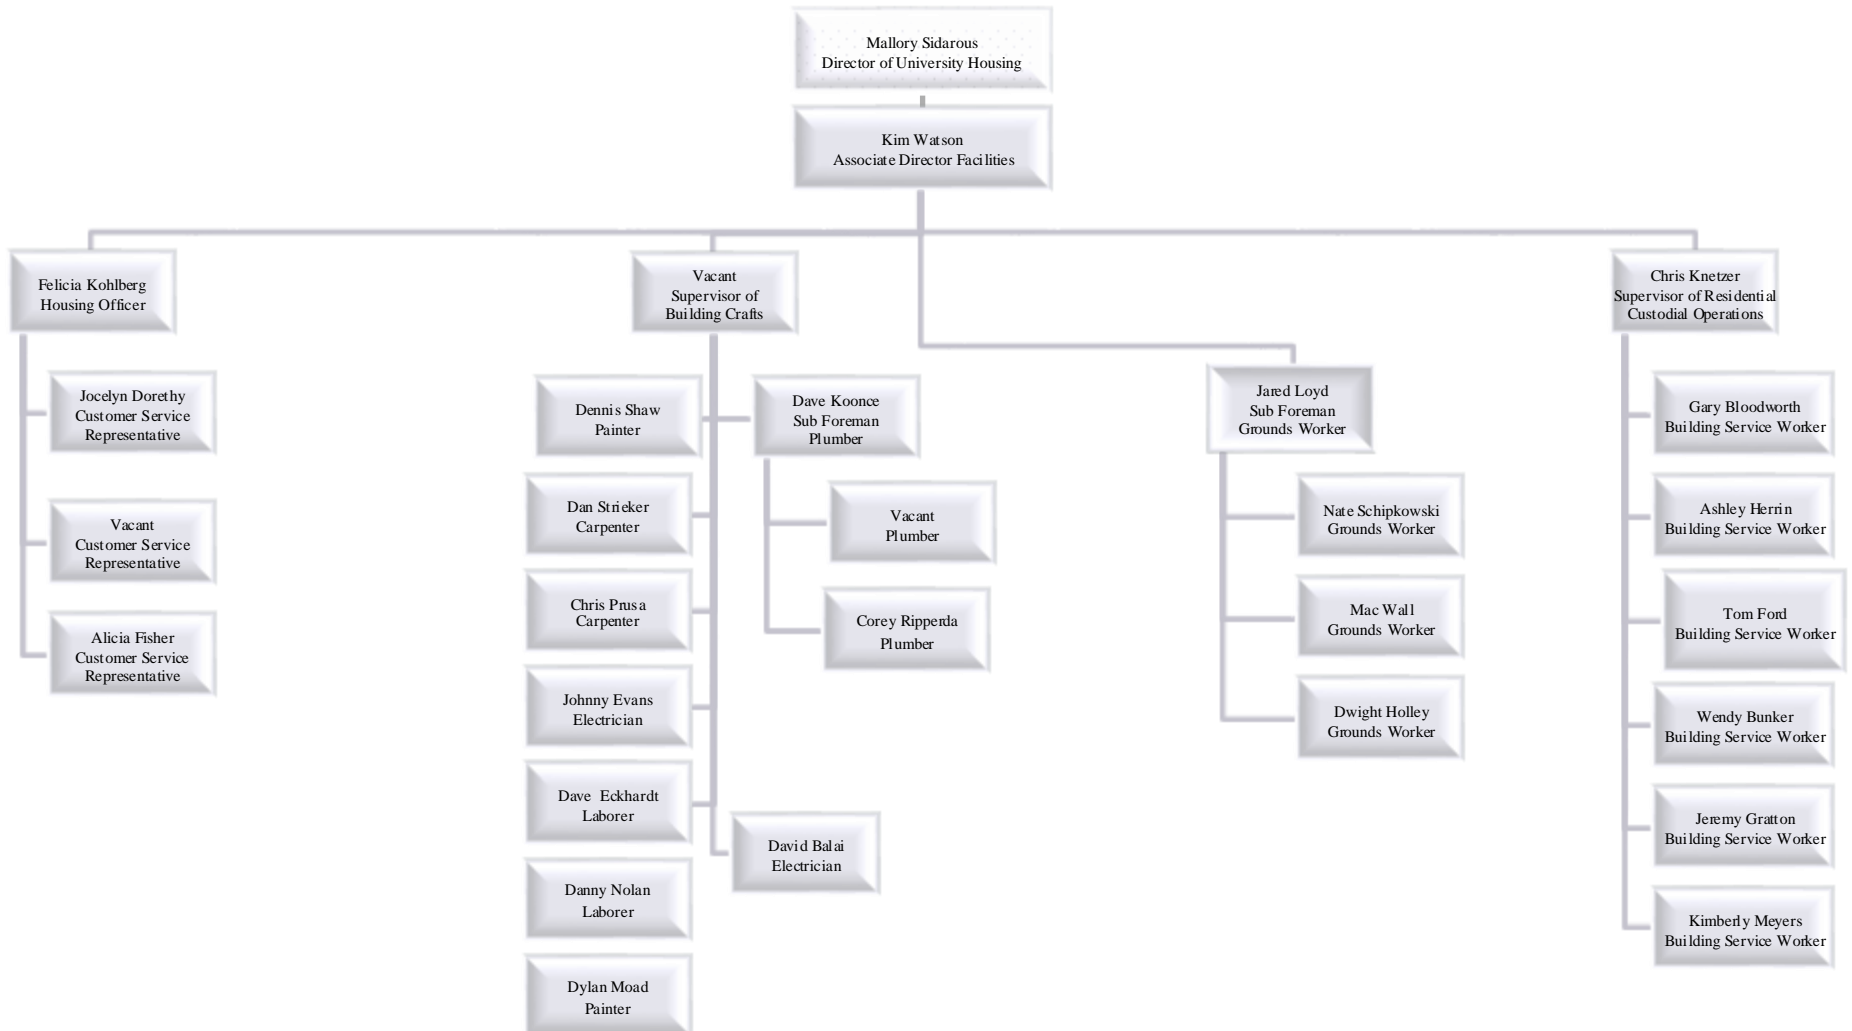 Mallory Sidarous
Director of University Housing
Kim Watson
Associate Director Facilities
Felicia Kohlberg
Housing Officer
Jocelyn Dorethy
Customer Service
Representative
Vacant
Customer Service
Representative
Alicia Fisher
Customer Service
Representative
Vacant
Supervisor of
Building Crafts
Dennis Shaw
Painter
Dan Strieker
Carpenter
Chris Prusa
Carpenter
Johnny Evans
Electrician
Dave Eckhardt
Laborer
Danny Nolan
Laborer
Dylan Moad
Painter
Dave Koonce
Sub Foreman
Plumber
Vacant
Plumber
Corey Ripperda
Plumber
David Balai
Electrician
Jared Loyd
Sub Foreman
Grounds Worker
Nate Schipkowski
Grounds Worker
Mac Wall
Grounds Worker
Dwight Holley
Grounds Worker
Chris Knetzer
Supervisor of Residential
Custodial Operations
Gary Bloodworth
Building Service Worker
Ashley Herrin
Building Service Worker
Tom Ford
Building Service Worker
Wendy Bunker
Building Service Worker
Jeremy Gratton
Building Service Worker
Kimberly Meyers
Building Service Worker